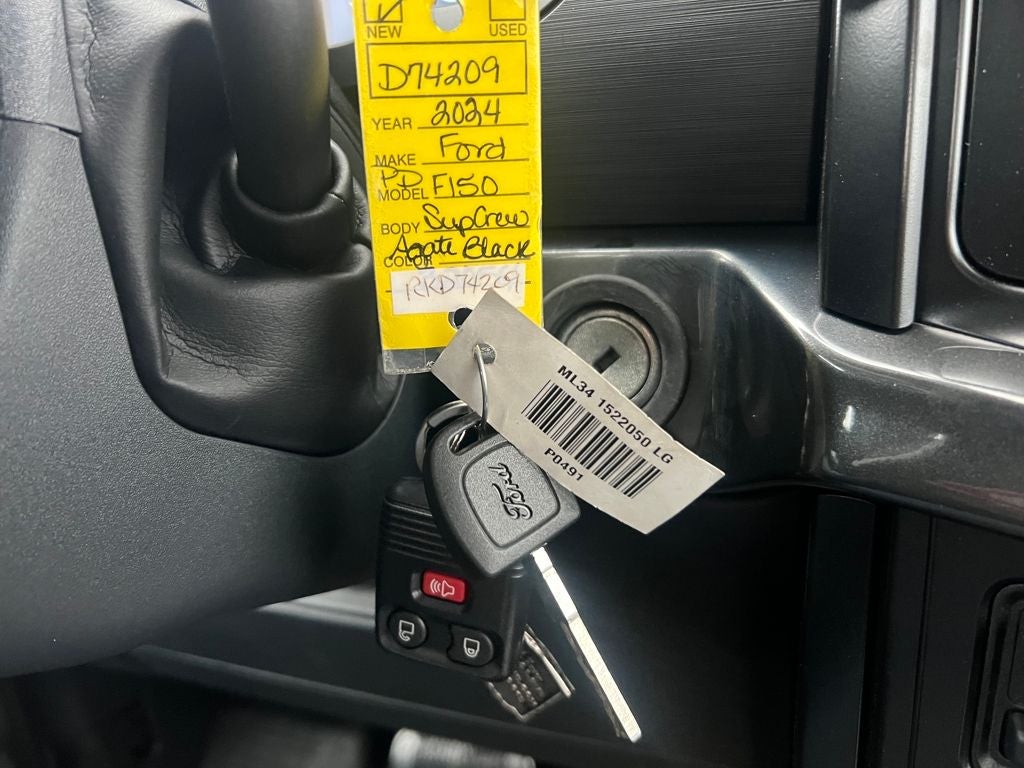 NEW USED
D74209
YEAR 2024
MAKE Ford
PD
MODEL F150
BODY SupCrew
COLOR Agate Black
RKD74209
ML34 1522050 LG
P0491
Ford